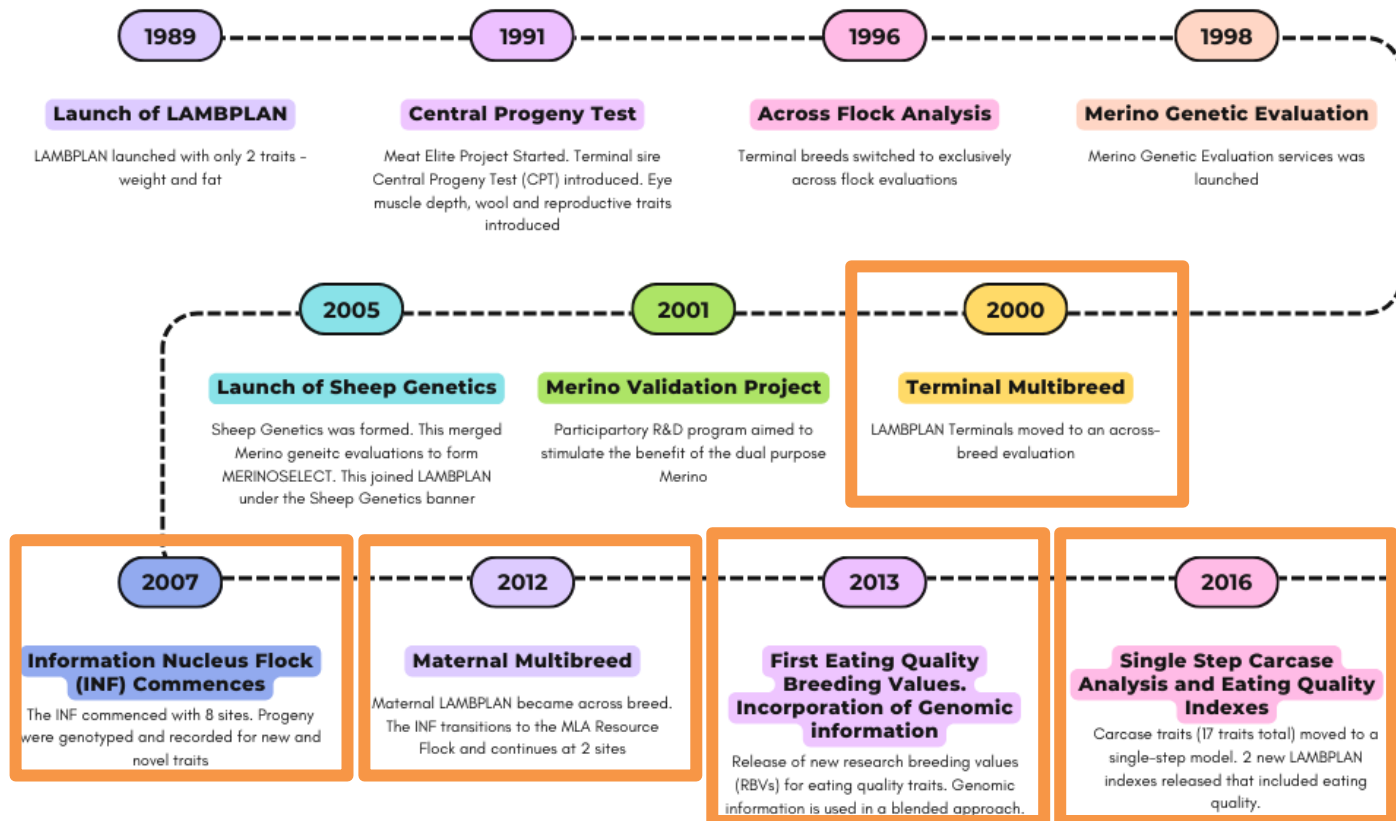 1989
1991
1996
1998
Launch of LAMBPLAN
LAMBPLAN launched with only 2 traits -
weight and fat
Central Progeny Test
Meat Elite Project Started. Terminal sire
Central Progeny Test (CPT) introduced. Eye
muscle depth, wool and reproductive traits
introduced
Across Flock Analysis
Terminal breeds switched to exclusively
across flock evaluations
Merino Genetic Evaluation
Merino Genetic Evaluation services was
launched
2005
2001
2000
Launch of Sheep Genetics
Sheep Genetics was formed. This merged
Merino geneitc evaluations to form
MERINOSELECT. This joined LAMBPLAN
under the Sheep Genetics banner
Merino Validation Project
Participartory R&D program aimed to
stimulate the benefit of the dual purpose
Merino
Terminal Multibreed
LAMBPLAN Terminals moved to an across-
breed evaluation
2007
2012
2013
2016
Information Nucleus Flock
(INF) Commences
The INF commenced with 8 sites. Progeny
were genotyped and recorded for new and
novel traits
Maternal Multibreed
Maternal LAMBPLAN became across breed.
The INF transitions to the MLA Resource
Flock and continues at 2 sites
First Eating Quality
Breeding Values.
Incorporation of Genomic
information
Release of new research breeding values
(RBVs) for eating quality traits. Genomic
information is used in a blended approach.
Single Step Carcase
Analysis and Eating Quality
Indexes
Carcase traits (17 traits total) moved to a
single-step model. 2 new LAMBPLAN
indexes released that included eating
quality.